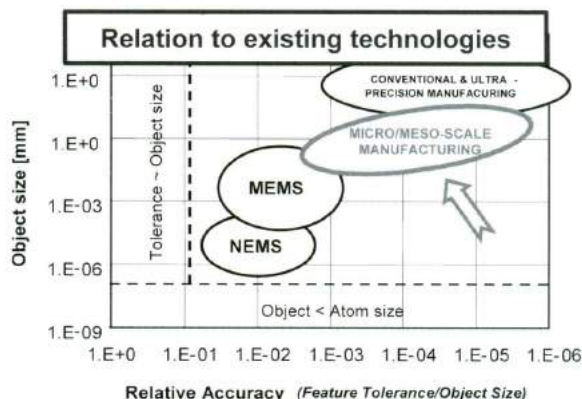 Relation to existing technologies
1.E+0
CONVENTIONAL & ULTRA -
PRECISION MANUFACURING
MICRO/MESO-SCALE
MANUFACTURING
1.E+0
MEMS
1.E-03
NEMS
1.E-06
Object < Atom size
1.E-09
Object size [mm]
Tolerance ~ Object size
1.E+0 1.E-01 1.E-02 1.E-03 1.E-04 1.E-05 1.E-06
Relative Accuracy (Feature Tolerance/Object Size)